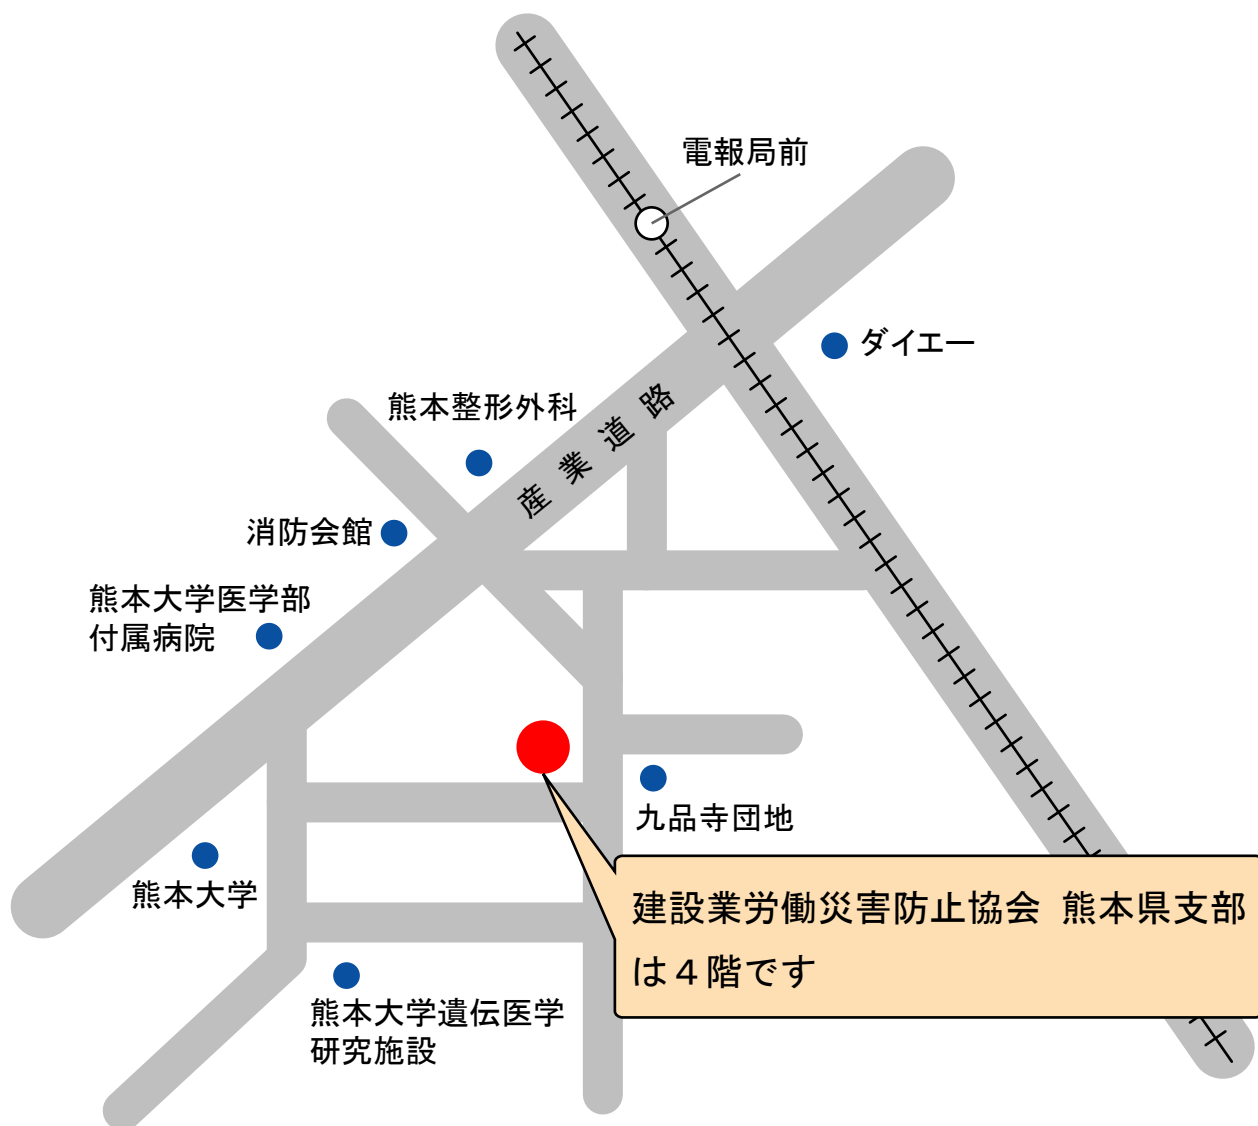 電報局前
ダイエー
熊本整形外科
産業道路
消防会館
熊本大学医学部
付属病院
九品寺団地
熊本大学
建設業労働災害防止協会 熊本県支部
は４階です
熊本大学遺伝医学
研究施設